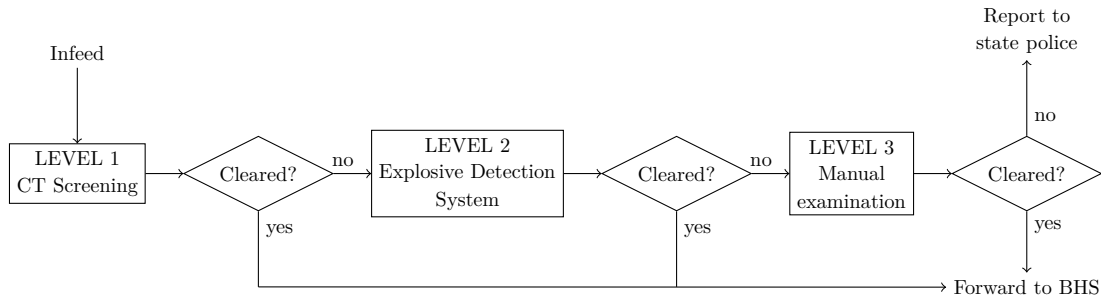 Report to
state police
Infeed
no
LEVEL 1
CT Screening
Cleared?
no
LEVEL 2
Explosive Detection
System
Cleared?
no
LEVEL 3
Manual
examination
Cleared?
yes
yes
yes
Forward to BHS